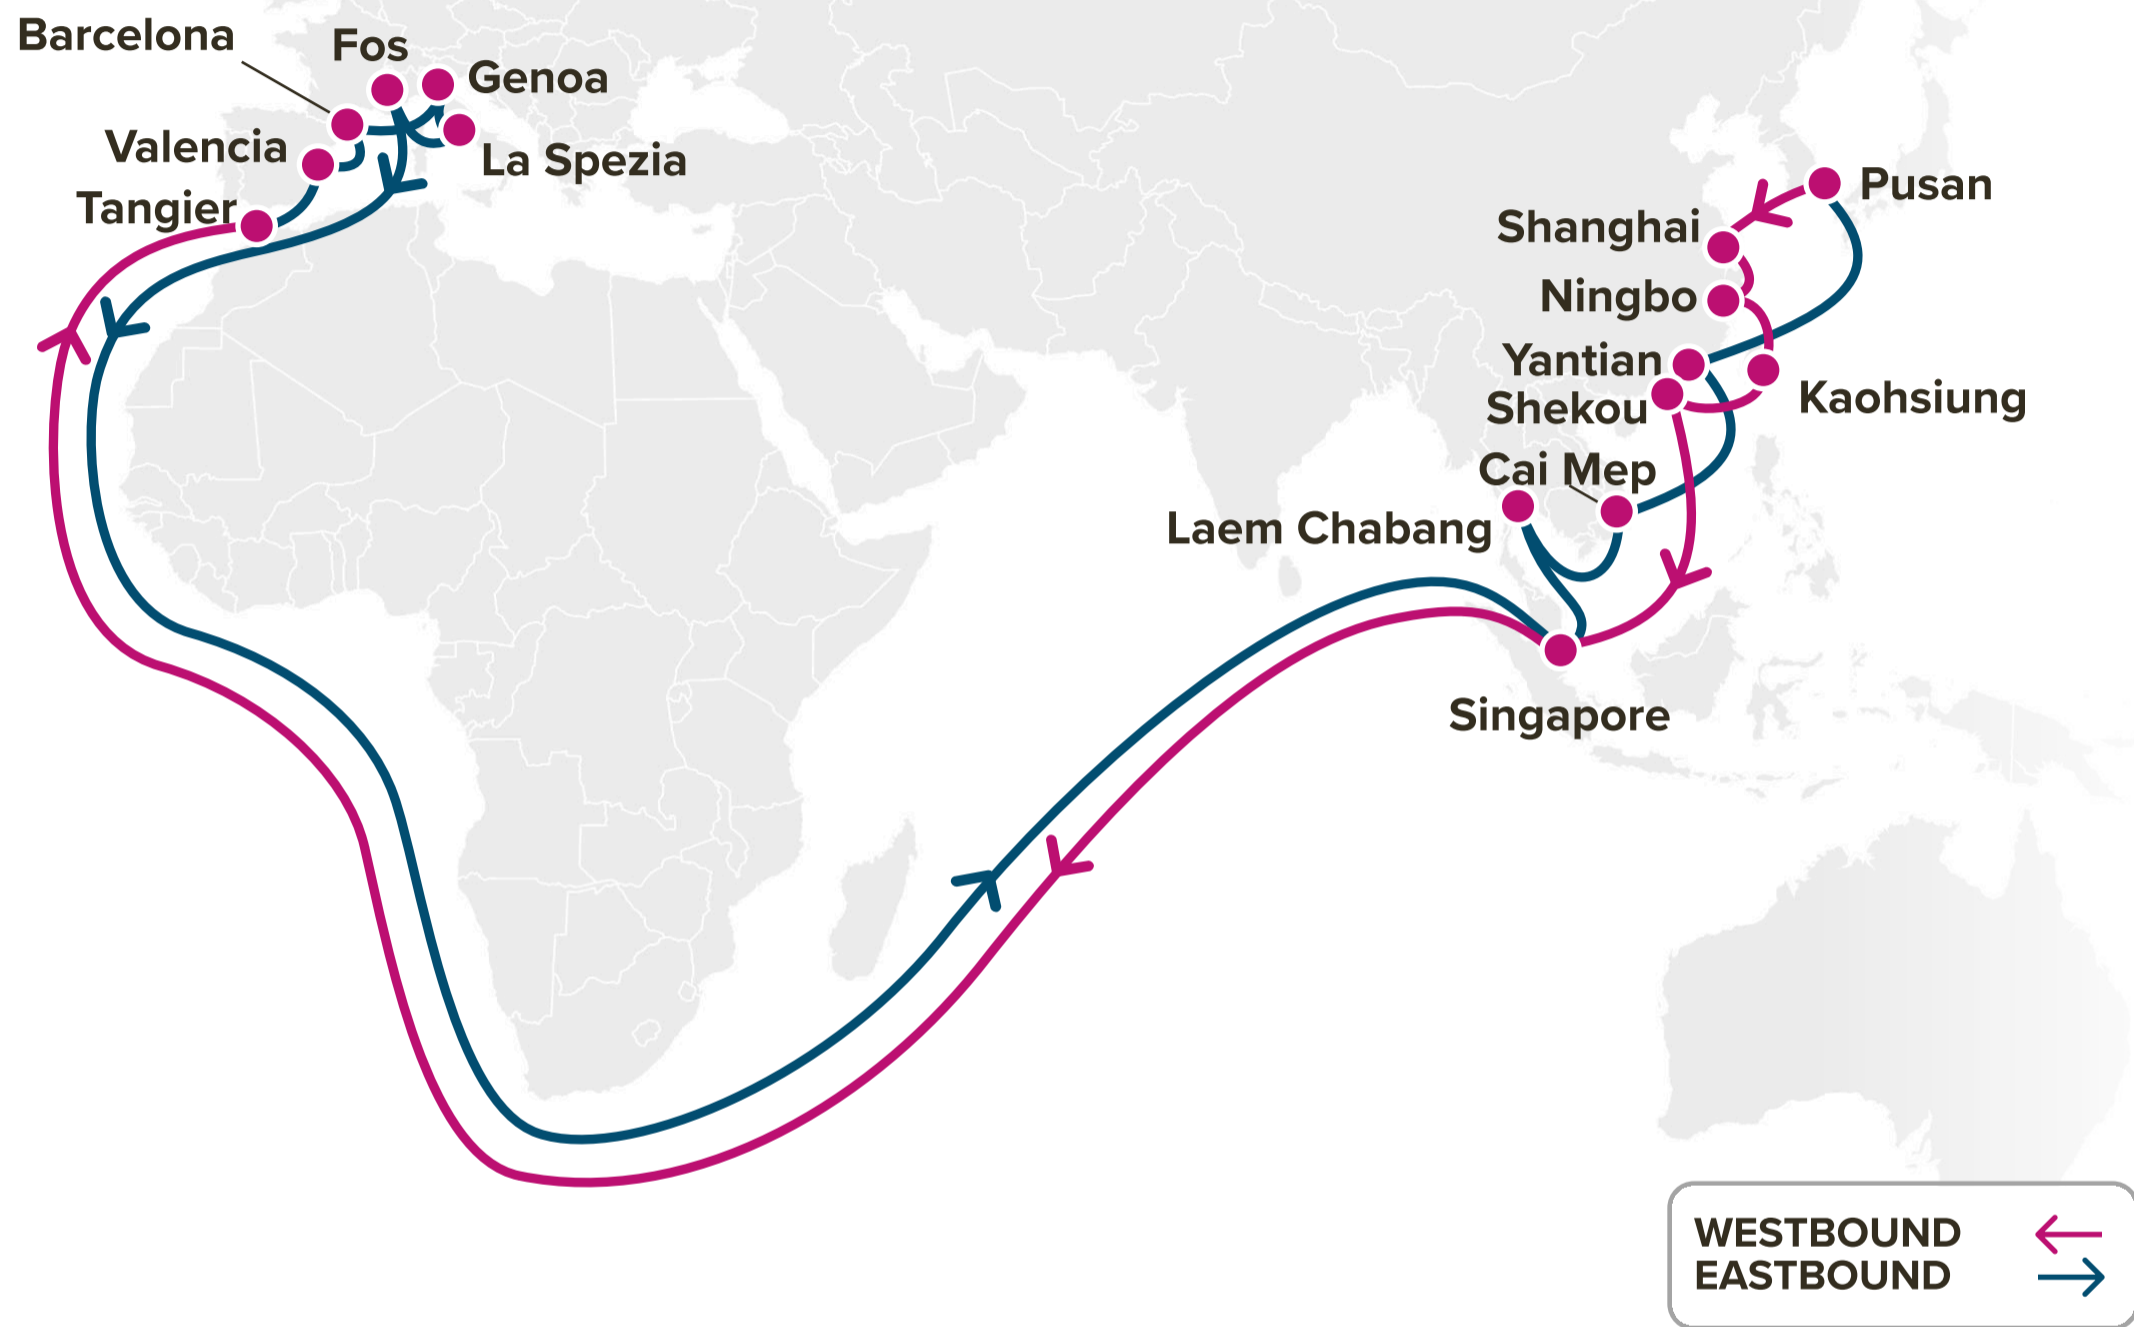 Barcelona
Fos
Genoa
Valencia
La Spezia
Tangier
Pusan
Shanghai
Ningbo
Yantian
Shekou
Kaohsiung
Cai Mep
Laem Chabang
Singapore
WESTBOUND
EASTBOUND